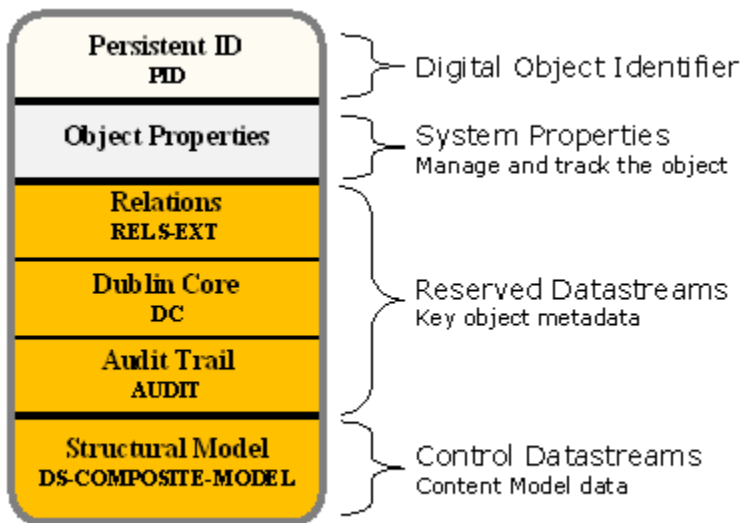 Persistent ID
PID
Digital Object Identifier
Object Properties
System Properties
Manage and track the object
Relations
RELS-EXT
Dublin Core
DC
Reserved Datastreams
Key object metadata
Audit Trail
AUDIT
Structural Model
DS-COMPOSITE-MODEL
Control Datastreams
Content Model data